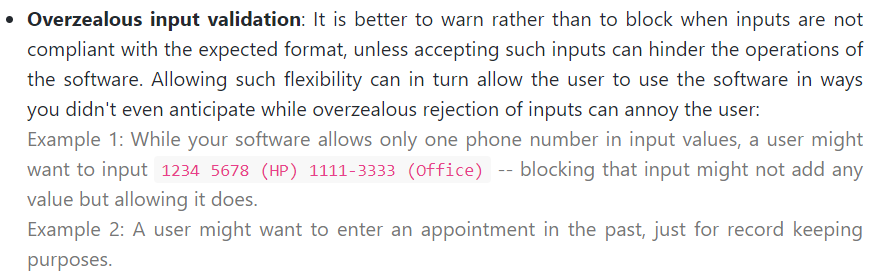 • Overzealous input validation: It is better to warn rather than to block when inputs are not
compliant with the expected format, unless accepting such inputs can hinder the operations of
the software. Allowing such flexibility can in turn allow the user to use the software in ways
you didn't even anticipate while overzealous rejection of inputs can annoy the user:
Example 1: While your software allows only one phone number in input values, a user might
want to input 1234 5678 (HP) 1111-3333 (Office) -- blocking that input might not add any
value but allowing it does.
Example 2: A user might want to enter an appointment in the past, just for record keeping
purposes.